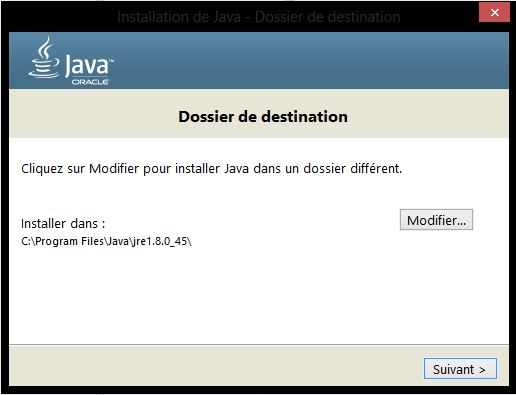 Installation de Java - Dossier de destination
Java™
ORACLE
Dossier de destination
Cliquez sur Modifier pour installer Java dans un dossier différent.
Installer dans :
Modifier...
C:\Program Files\Java\jre1.8.0_45\
Suivant >